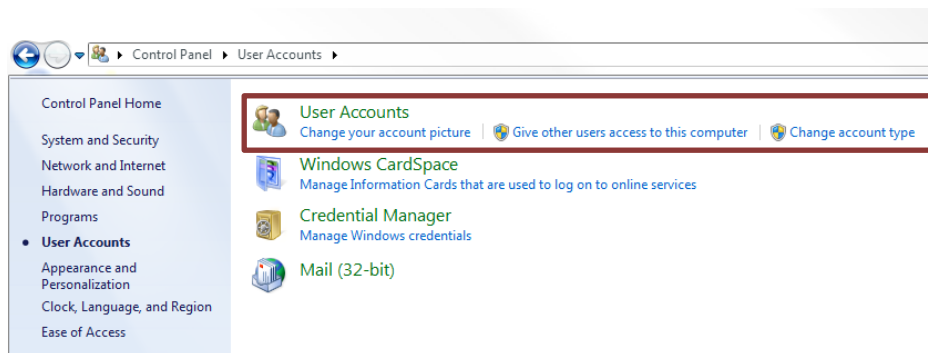 Control Panel User Accounts
Control Panel Home
System and Security
Network and Internet
Hardware and Sound
Programs
User Accounts
Appearance and
Personalization
Clock, Language, and Region
Ease of Access
User Accounts
Change your account picture Give other users access to this computer Change account type
Windows CardSpace
Manage Information Cards that are used to log on to online services
Credential Manager
Manage Windows credentials
Mail (32-bit)